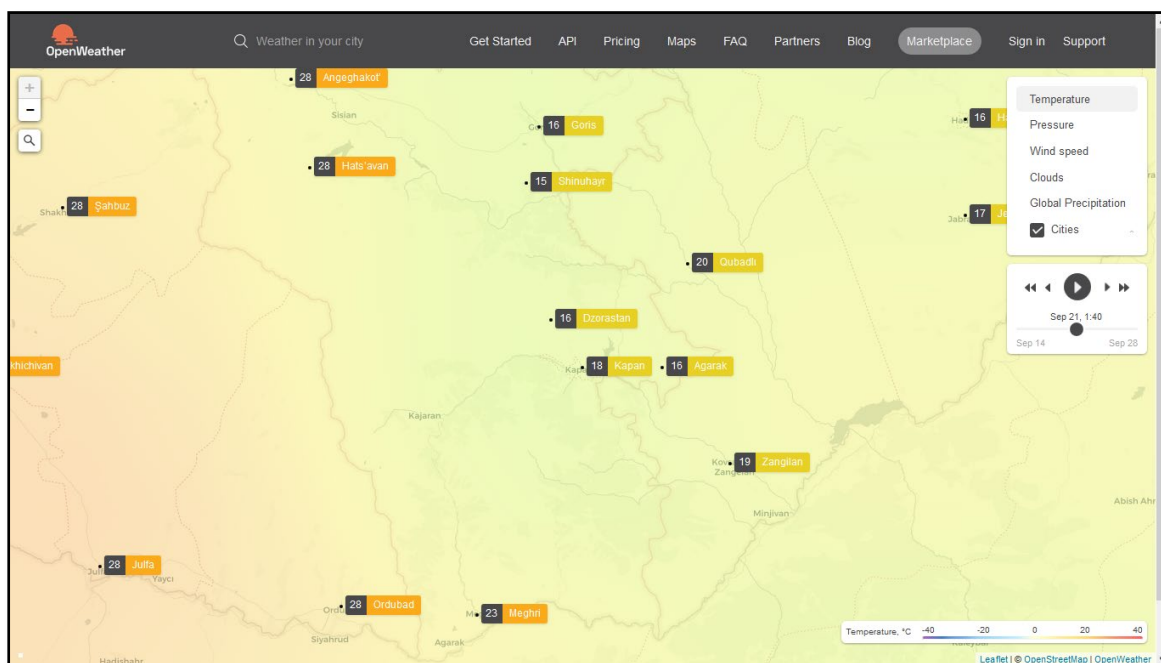 OpenWeather
Weather in your city
Get Started API Pricing Maps FAQ Partners Blog Marketplace Sign in Support
+
−
28 Angeghakot'
Sisian
16 Goris
16
28 Hats'avan
15 Shinuhayr
28 Şahbuz
17
20 Qubadlı
16 Dzorastan
khichivan
18 Kapan
16 Agarak
Kajaran
19 Zangilan
Minjivan
Abish Ahm
28 Julfa
Yaycı
28 Ordubad
23 Meghri
Siyahrud
Agarak
Hadishahr
Temperature
Pressure
Wind speed
Clouds
Global Precipitation
Cities
Sep 21, 1:40
Sep 14 Sep 28
Temperature, °C -40 -20 0 20 40
Leaflet | © OpenStreetMap | OpenWeather